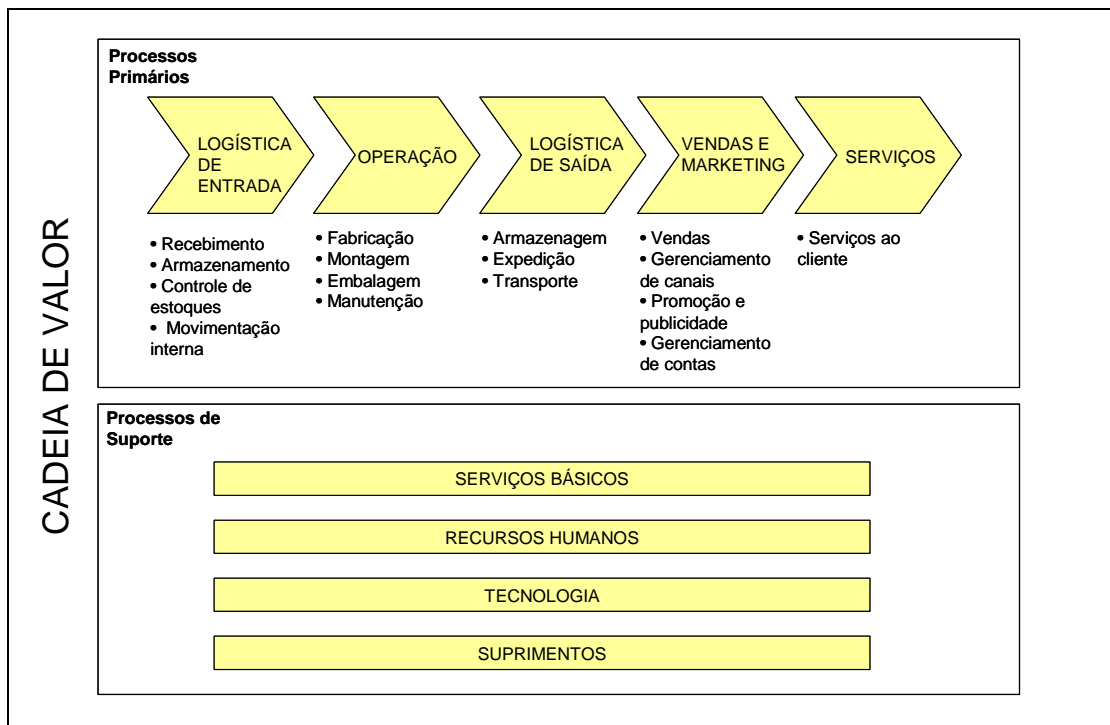 CADEIA DE VALOR
Processos
Primários
LOGÍSTICA
DE
ENTRADA
• Recebimento
• Armazenamento
• Controle de
estoques
• Movimentação
interna
OPERAÇÃO
• Fabricação
• Montagem
• Embalagem
• Manutenção
LOGÍSTICA
DE SAÍDA
• Armazenagem
• Expedição
• Transporte
VENDAS E
MARKETING
• Vendas
• Gerenciamento
de canais
• Promoção e
publicidade
• Gerenciamento
de contas
SERVIÇOS
• Serviços ao
cliente
Processos de
Suporte
SERVIÇOS BÁSICOS
RECURSOS HUMANOS
TECNOLOGIA
SUPRIMENTOS